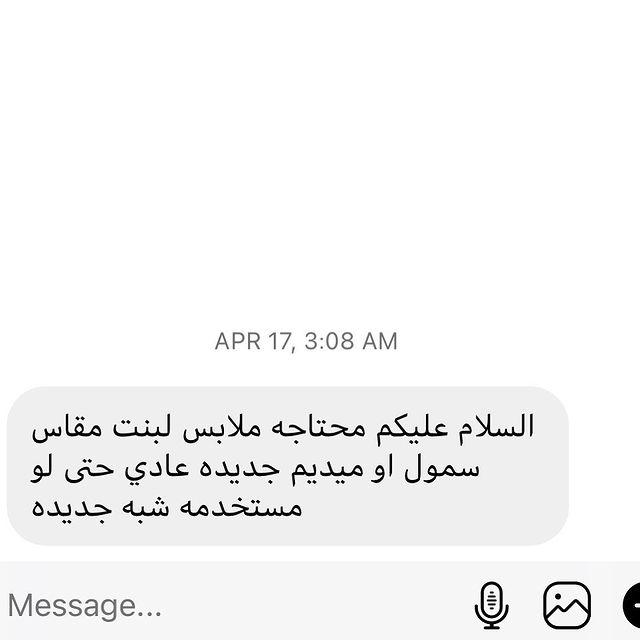 APR 17, 3:08 AM
السلام عليكم محتاجه ملابس لبنت مقاس
سمول او ميديم جديده عادي حتى لو
مستخدمه شبه جديده
Message...